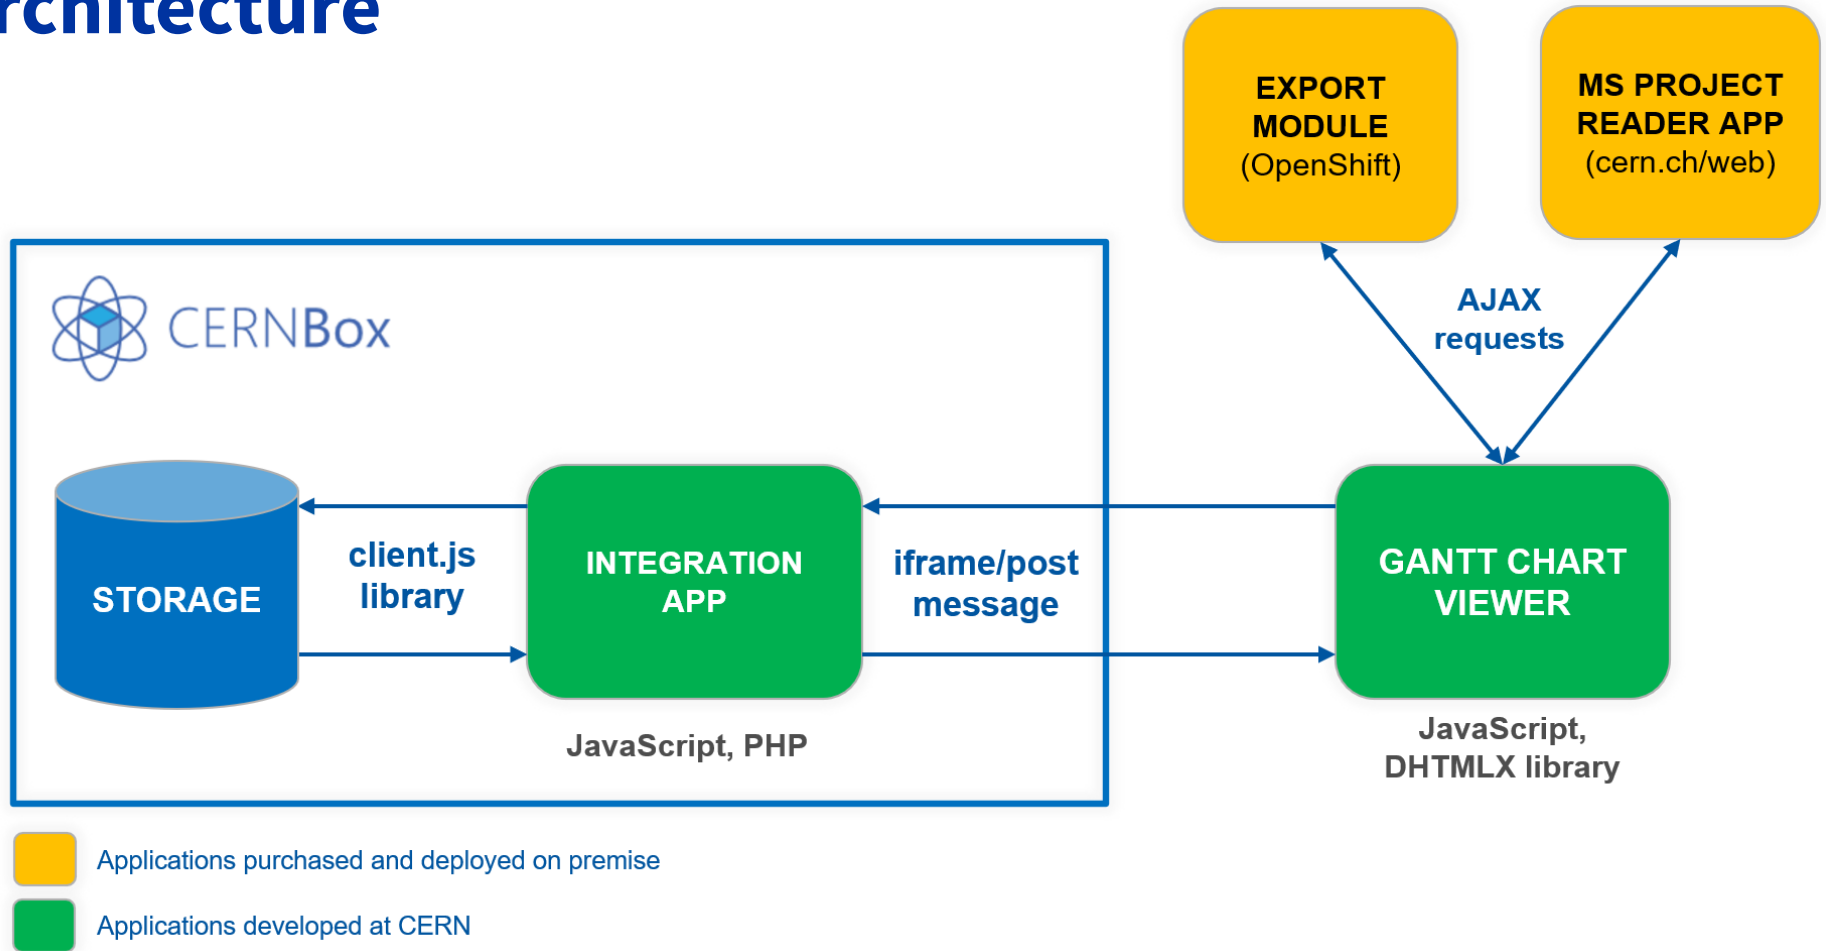 rchitecture
EXPORT
MODULE
(OpenShift)
MS PROJECT
READER APP
(cern.ch/web)
AJAX
requests
CERNBox
STORAGE
client.js
library
INTEGRATION
APP
iframe/post
message
GANTT CHART
VIEWER
JavaScript, PHP
JavaScript,
DHTMLX library
Applications purchased and deployed on premise
Applications developed at CERN